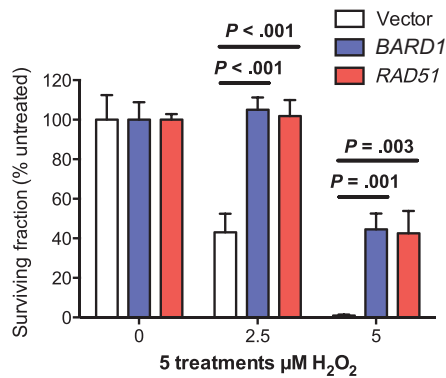 Vector
BARD1
RAD51
P < .001
P < .001
P = .003
P = .001
Surviving fraction (% untreated)
120
100
80
60
40
20
0
0 2.5 5
5 treatments μM H₂O₂